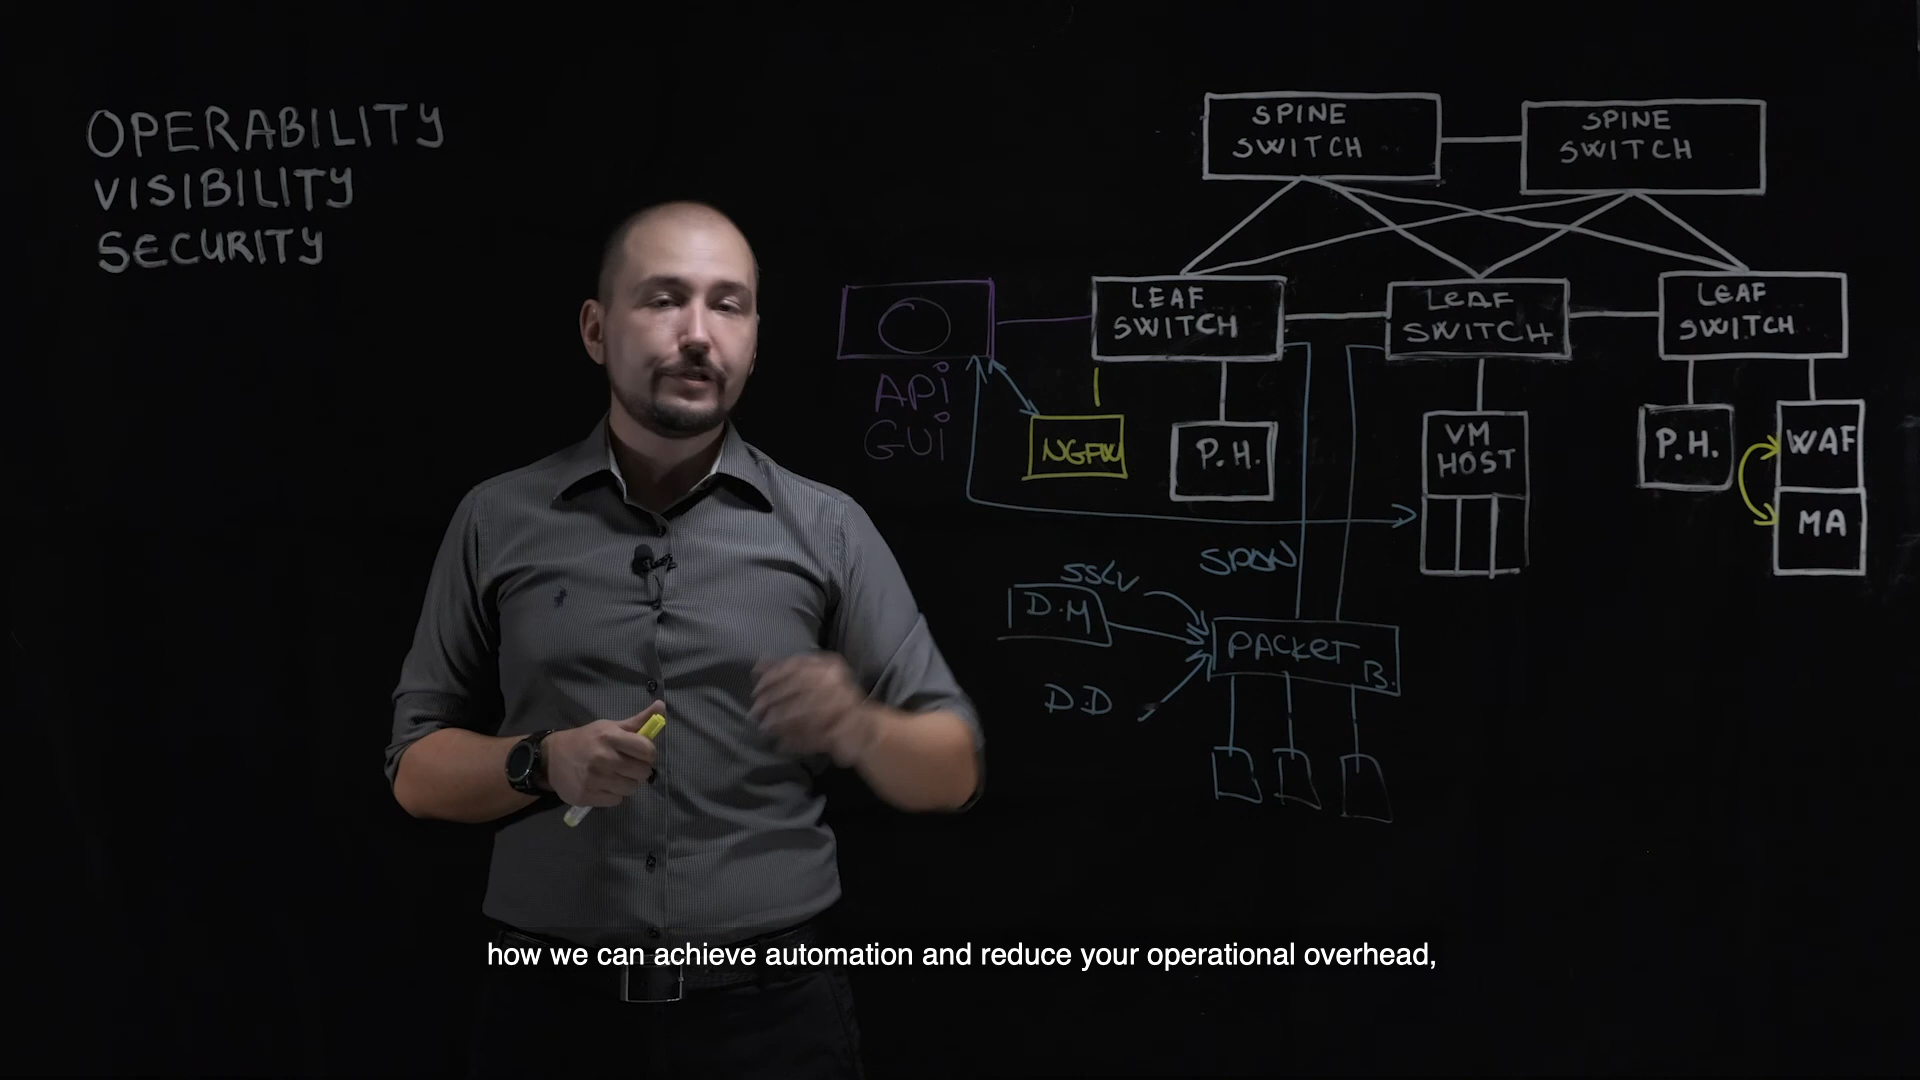 OPERABILITY
VISIBILITY
SECURITY
SPINE
SWITCH
SPINE
SWITCH
LEAF
SWITCH
LEAF
SWITCH
LEAF
SWITCH
API
GUI
NGFW
P.H.
VM
HOST
P.H.
WAF
MA
SPAN
SSLV
D.M
PACKET
B.
D.D
how we can achieve automation and reduce your operational overhead,